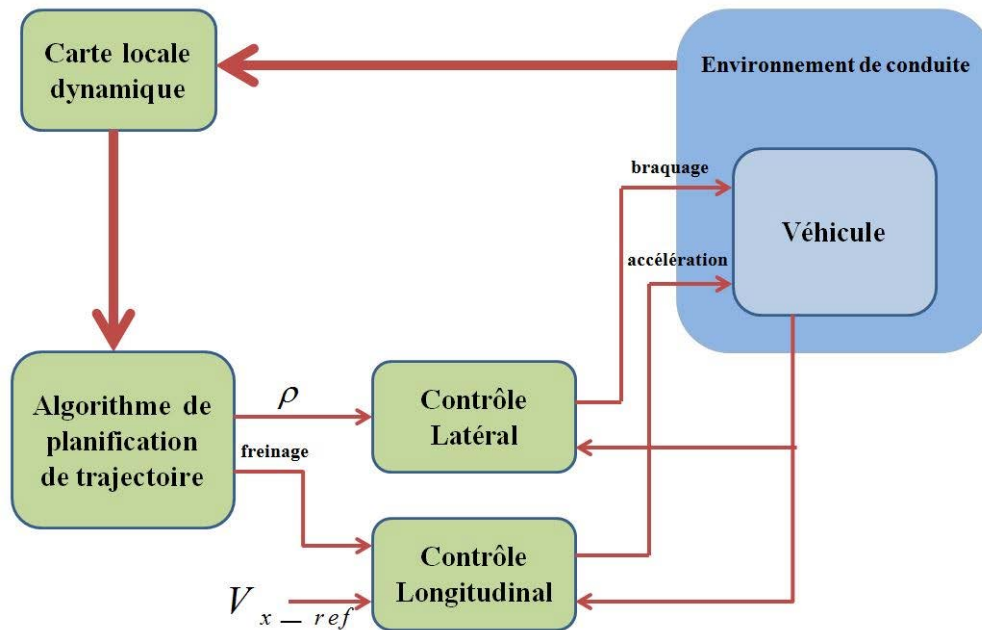 Carte locale
dynamique
Environnement de conduite
braquage
Véhicule
accélération
Algorithme de
planification
de trajectoire
ρ
freinage
Contrôle
Latéral
Contrôle
Longitudinal
V x _ ref